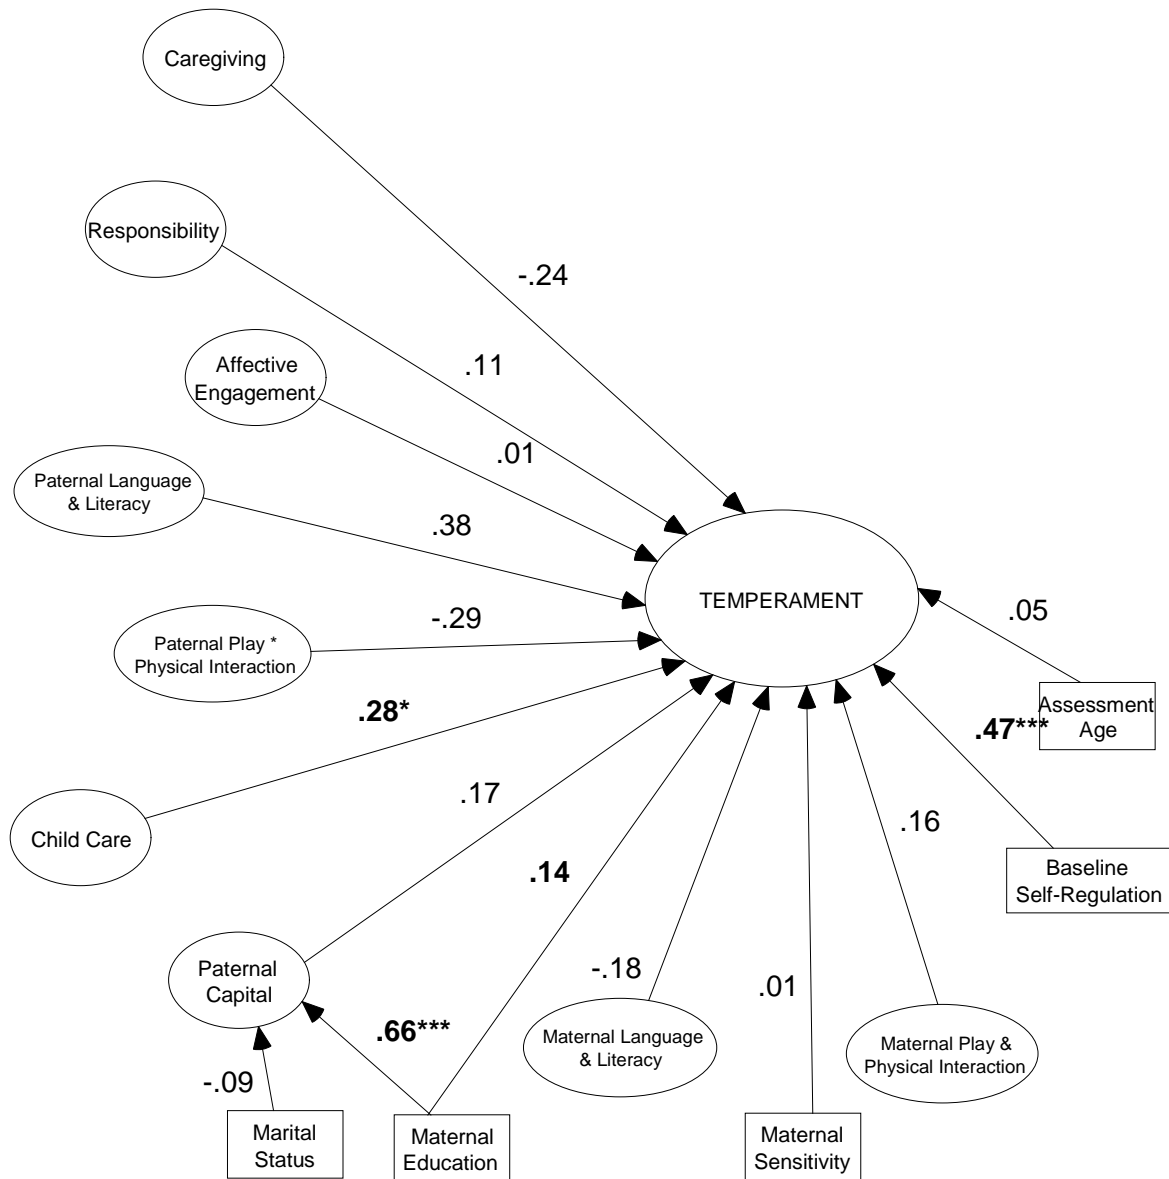 Caregiving
Responsibility
-.24
.11
Affective
Engagement
.01
Paternal Language
& Literacy
.38
TEMPERAMENT
.05
-.29
Paternal Play *
Physical Interaction
.28*
Assessment
Age
.47***
.17
.16
Child Care
.14
Baseline
Self-Regulation
Paternal
Capital
-.18
.01
.66***
Maternal Language
& Literacy
Maternal Play &
Physical Interaction
-.09
Marital
Status
Maternal
Education
Maternal
Sensitivity